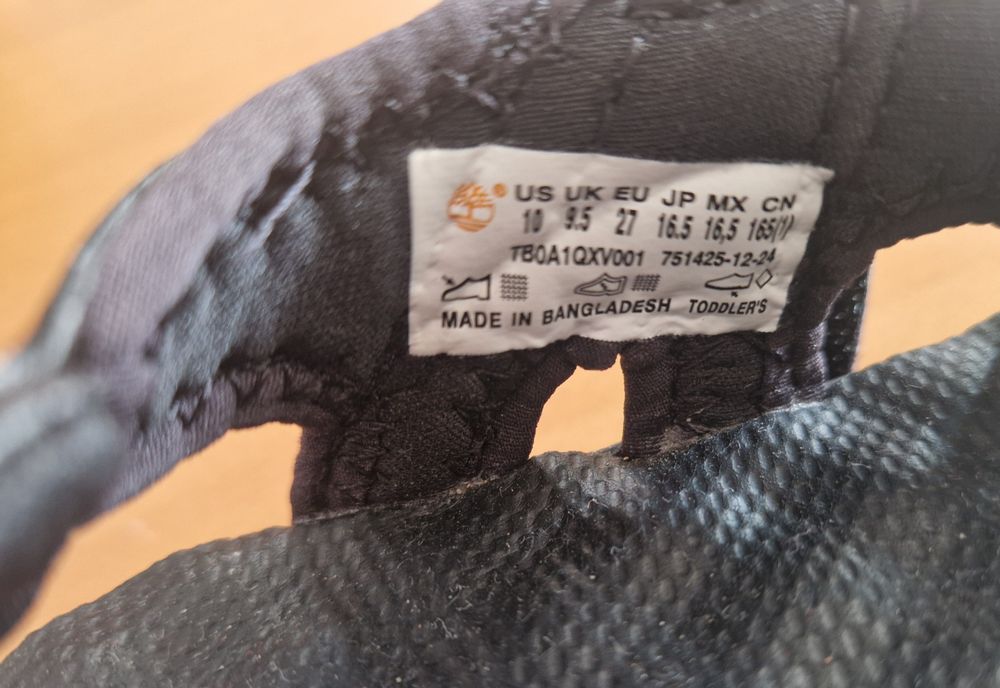 ® US UK EU JP MX CN
10 9.5 27 16.5 16,5 165(1)
TB0A1QXV001 751425-12-24
MADE IN BANGLADESH TODDLER'S